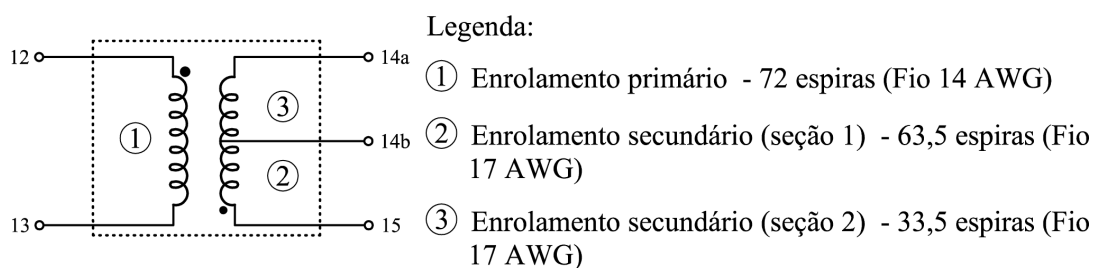 Legenda:
12
14a
① Enrolamento primário - 72 espiras (Fio 14 AWG)
③
①
14b
② Enrolamento secundário (seção 1) - 63,5 espiras (Fio
17 AWG)
②
13
15
③ Enrolamento secundário (seção 2) - 33,5 espiras (Fio
17 AWG)